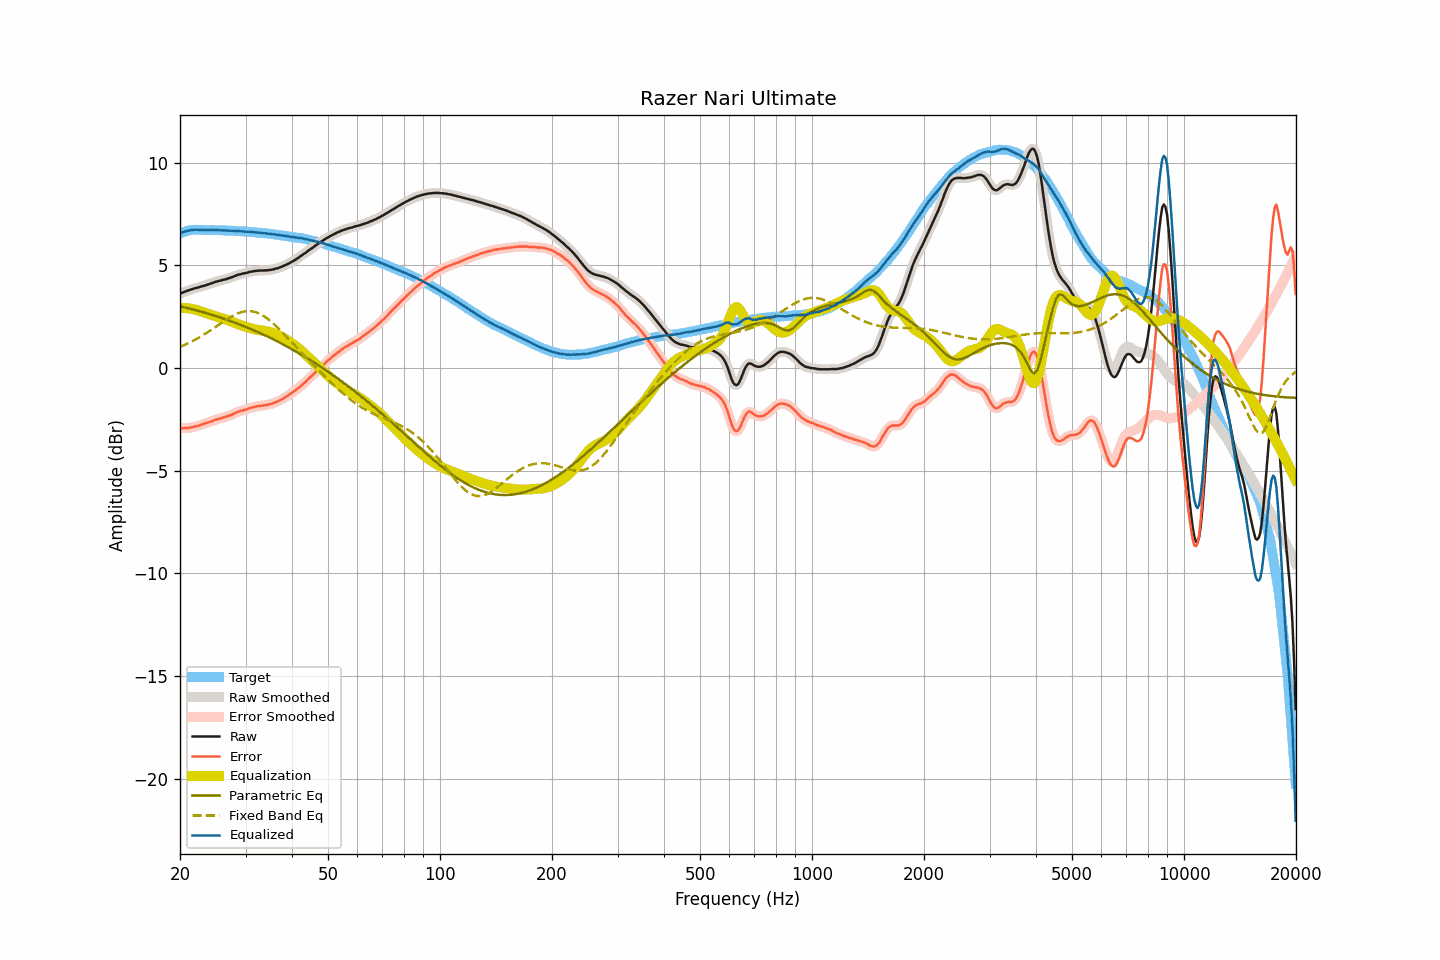 Razer Nari Ultimate
Amplitude (dBr)
10
5
0
−5
−10
−15
−20
Target
Raw Smoothed
Error Smoothed
Raw
Error
Equalization
Parametric Eq
Fixed Band Eq
Equalized
20 50 100 200 500 1000 2000 5000 10000 20000
Frequency (Hz)